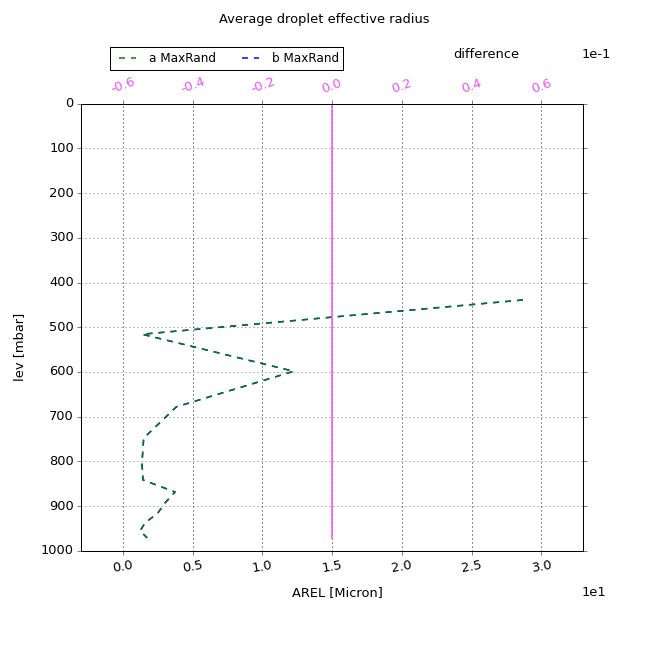 Average droplet effective radius
a MaxRand b MaxRand difference 1e-1
-0.6 -0.4 -0.2 0.0 0.2 0.4 0.6
0
100
200
300
400
500
600
700
800
900
1000
lev [mbar]
0.0 0.5 1.0 1.5 2.0 2.5 3.0
AREL [Micron] 1e1